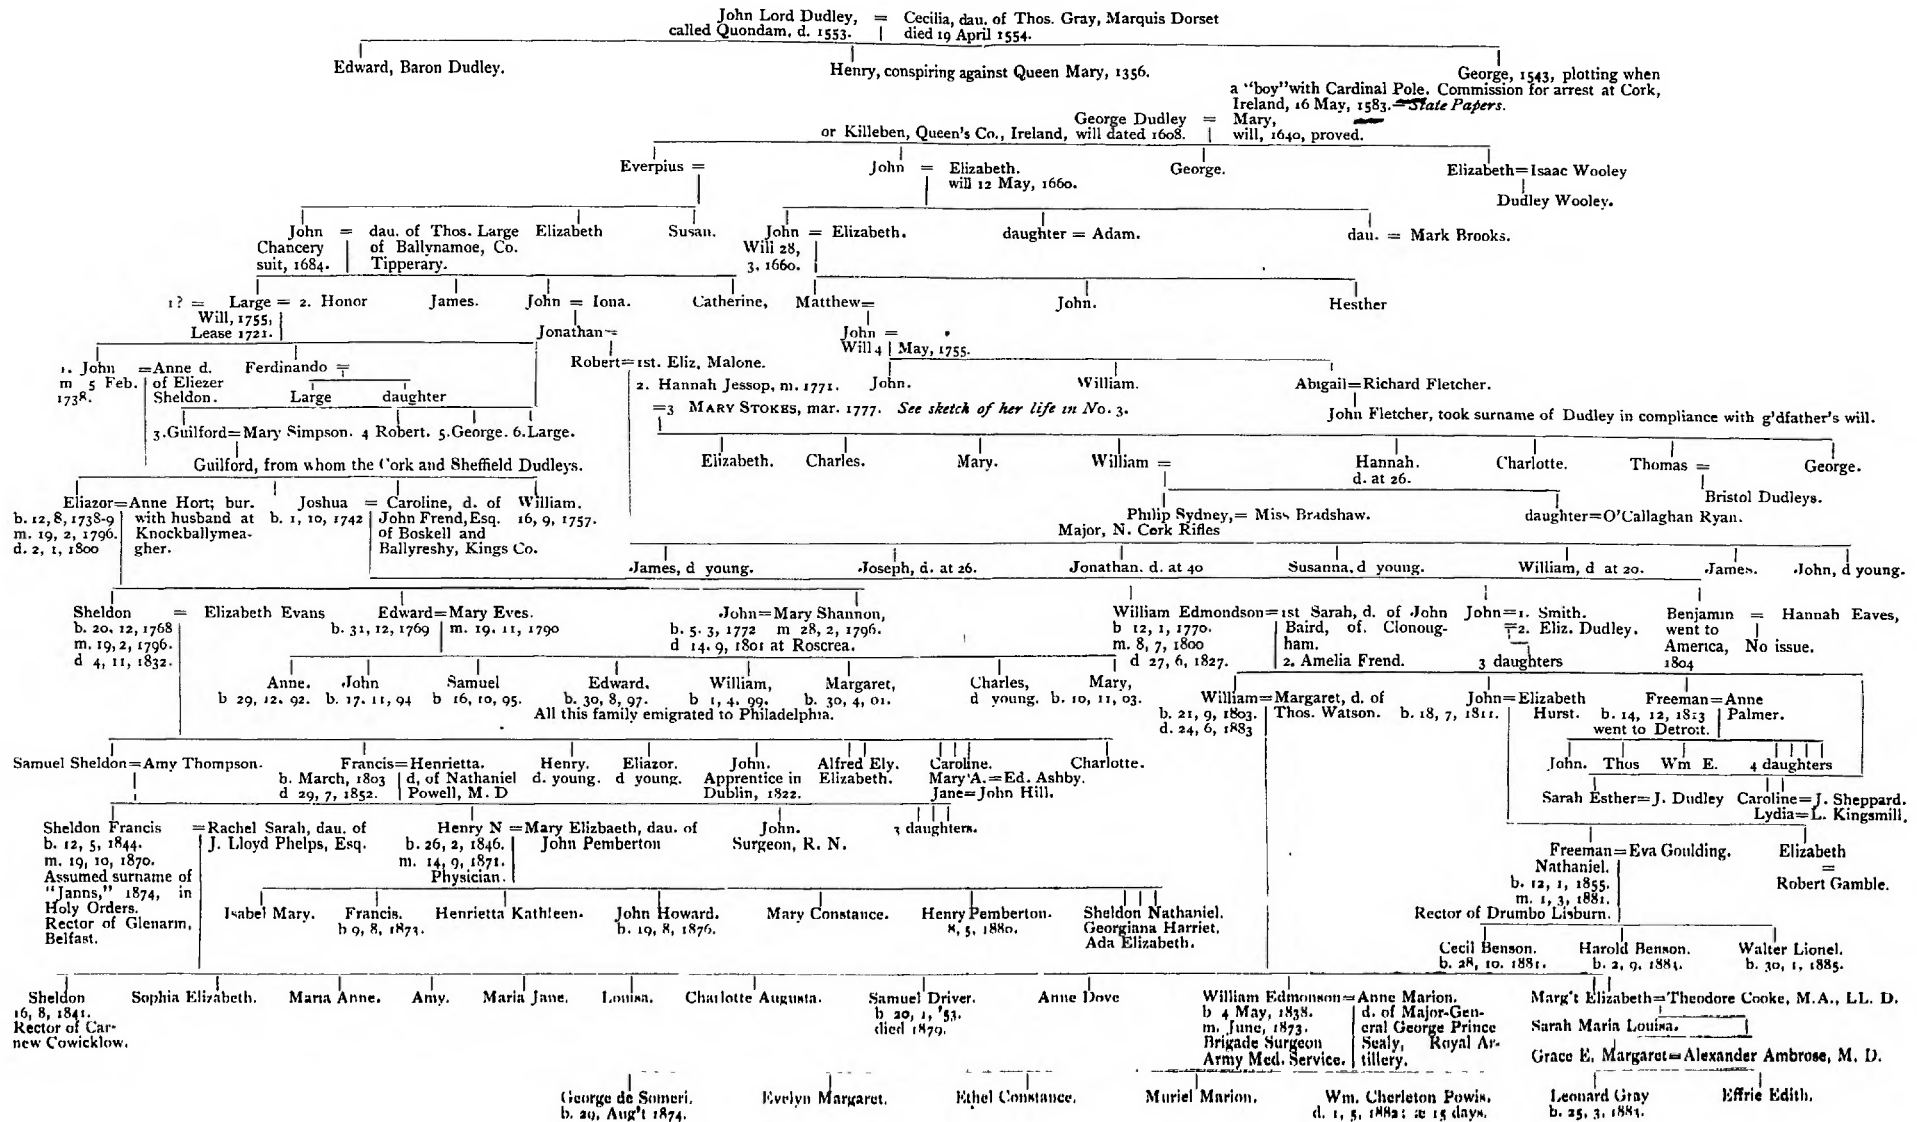 John Lord Dudley, = Cecilia, dau. of Thos. Gray, Marquis Dorset
called Quondam, d. 1553. died 19 April 1554.
Edward, Baron Dudley.
Henry, conspiring against Queen Mary, 1356.
George, 1543, plotting when
a "boy" with Cardinal Pole. Commission for arrest at Cork,
Ireland, 16 May, 1583.—State Papers.
George Dudley = Mary,
or Killeben, Queen's Co., Ireland, will dated 1608. will, 1640, proved.
Everpius =
John = Elizabeth.
will 12 May, 1660.
George.
Elizabeth=Isaac Wooley
Dudley Wooley.
John = dau. of Thos. Large
Chancery of Ballynamoe, Co.
suit, 1684. Tipperary.
Elizabeth
Susan.
John = Elizabeth.
Will 28,
3, 1660.
daughter = Adam.
dau. = Mark Brooks.
1 ? = Large = 2. Honor
Will, 1755,
Lease 1721.
James.
John = Iona.
Catherine,
Matthew=
John.
Hesther
Jonathan=
John =
Will 4 May, 1755.
1. John =Anne d.
m 5 Feb. of Eliezer
1738. Sheldon.
Ferdinando =
Large
daughter
Robert=1st. Eliz, Malone.
2. Hannah Jessop, m. 1771.
=3 MARY STOKES, mar. 1777. See sketch of her life in No. 3.
John.
William.
Abigail=Richard Fletcher.
John Fletcher, took surname of Dudley in compliance with g'dfather's will.
3.Guilford=Mary Simpson. 4 Robert. 5.George. 6.Large.
Guilford, from whom the Cork and Sheffield Dudleys.
Elizabeth.
Charles.
Mary.
William =
Hannah.
d. at 26.
Charlotte.
Thomas =
George.
Bristol Dudleys.
Philip Sydney,= Miss Bradshaw.
Major, N. Cork Rifles
daughter=O'Callaghan Ryan.
Eliazor=Anne Hort; bur.
b. 12, 8, 1738-9 with husband at
m. 19, 2, 1796. Knockballymea-
d. 2, 1, 1800 gher.
Joshua = Caroline, d. of
b. 1, 10, 1742 John Frend, Esq.
of Boskell and
Ballyreshy, Kings Co.
William.
16, 9, 1757.
James, d young.
Joseph, d. at 26.
Jonathan. d. at 40
Susanna, d young.
William, d at 20.
James.
John, d young.
Sheldon = Elizabeth Evans
b. 20, 12, 1768
m. 19, 2, 1796.
d 4, 11, 1832.
Edward=Mary Eves.
b. 31, 12, 1769 m. 19, 11, 1790
John=Mary Shannon,
b. 5. 3, 1772 m 28, 2, 1796.
d 14. 9, 1801 at Roscrea.
William Edmondson=1st Sarah, d. of John
b 12, 1, 1770. Baird, of. Clonoug-
m. 8, 7, 1800 ham.
d 27, 6, 1827. 2. Amelia Frend.
John=1. Smith.
=2. Eliz. Dudley.
3 daughters
Benjamin = Hannah Eaves,
went to
America, No issue.
1804
Anne.
b 29, 12. 92.
John
b. 17. 11, 94
Samuel
b 16, 10, 95.
Edward.
b. 30, 8, 97.
William,
b 1, 4, 99.
Margaret,
b. 30, 4, 01.
Charles,
d young.
Mary,
b. 10, 11, 03.
All this family emigrated to Philadelphia.
William=Margaret, d. of
b. 21, 9, 1803. Thos. Watson.
d. 24, 6, 1883
John=Elizabeth
b. 18, 7, 1811. Hurst.
Freeman=Anne
b. 14, 12, 1813 Palmer.
went to Detroit.
Samuel Sheldon=Amy Thompson.
Francis=Henrietta.
b. March, 1803 d, of Nathaniel
d 29, 7, 1852. Powell, M. D
Henry.
d. young.
Eliazor.
d young.
John.
Apprentice in
Dublin, 1822.
Alfred Ely.
Elizabeth.
Caroline.
Mary A.=Ed. Ashby.
Jane=John Hill.
Charlotte.
John. Thos Wm E. 4 daughters
Sarah Esther=J. Dudley
Caroline=J. Sheppard.
Lydia=L. Kingsmill,
Sheldon Francis =Rachel Sarah, dau. of
b. 12, 5, 1844. J. Lloyd Phelps, Esq.
m. 19, 10, 1870.
Assumed surname of
"Janns," 1874, in
Holy Orders.
Rector of Glenarm,
Belfast.
Henry N =Mary Elizbaeth, dau. of
b. 26, 2, 1846. John Pemberton
m. 14, 9, 1871.
Physician.
John.
Surgeon, R. N.
3 daughters.
Freeman=Eva Goulding.
Nathaniel.
b. 12, 1, 1855.
m. 1, 3, 1881.
Rector of Drumbo Lisburn.
Elizabeth
=
Robert Gamble.
Isabel Mary.
Francis.
b 9, 8, 1873.
Henrietta Kathleen.
John Howard.
b. 19, 8, 1876.
Mary Constance.
Henry Pemberton.
8, 5, 1880.
Sheldon Nathaniel.
Georgiana Harriet.
Ada Elizabeth.
Cecil Benson.
b. 28, 10. 1881.
Harold Benson.
b. 2, 9, 1883.
Walter Lionel.
b. 30, 1, 1885.
Sheldon
16, 8, 1841.
Rector of Car-
new Cowicklow.
Sophia Elizabeth.
Maria Anne.
Amy.
Maria Jane.
Louisa.
Charlotte Augusta.
Samuel Driver.
b 20, 1, '53.
died 1879.
Anne Dove
William Edmonson=Anne Marion.
b 4 May, 1838. d. of Major-Gen-
m. June, 1873. eral George Prince
Brigade Surgeon Sealy, Royal Ar-
Army Med. Service. tillery.
Marg't Elizabeth=Theodore Cooke, M.A., LL. D.
Sarah Maria Louisa.
Grace E. Margaret=Alexander Ambrose, M. D.
George de Someri.
b. 29, Aug't 1874.
Evelyn Margaret.
Ethel Constance.
Muriel Marion.
Wm. Cherleton Powis,
d. 1, 5, 1882; æ 15 days.
Leonard Gray
b. 25, 3, 1883.
Effrie Edith.